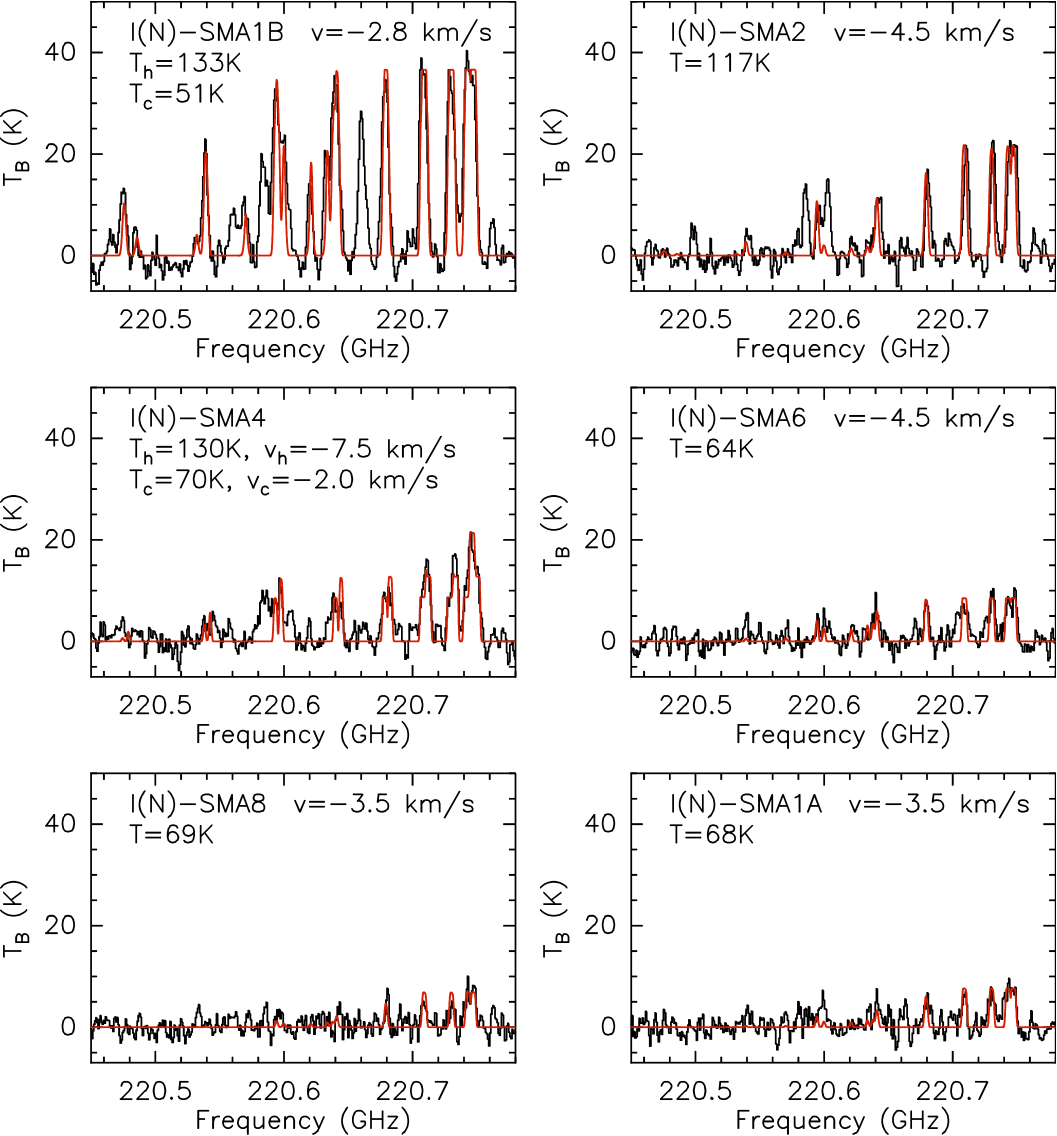 I(N)−SMA1B v=−2.8 km/s
T_h=133K
T_c=51K
40
20
0
T_B (K)
220.5 220.6 220.7
Frequency (GHz)
I(N)−SMA2 v=−4.5 km/s
T=117K
40
20
0
T_B (K)
220.5 220.6 220.7
Frequency (GHz)
I(N)−SMA4
T_h=130K, v_h=−7.5 km/s
T_c=70K, v_c=−2.0 km/s
40
20
0
T_B (K)
220.5 220.6 220.7
Frequency (GHz)
I(N)−SMA6 v=−4.5 km/s
T=64K
40
20
0
T_B (K)
220.5 220.6 220.7
Frequency (GHz)
I(N)−SMA8 v=−3.5 km/s
T=69K
40
20
0
T_B (K)
220.5 220.6 220.7
Frequency (GHz)
I(N)−SMA1A v=−3.5 km/s
T=68K
40
20
0
T_B (K)
220.5 220.6 220.7
Frequency (GHz)